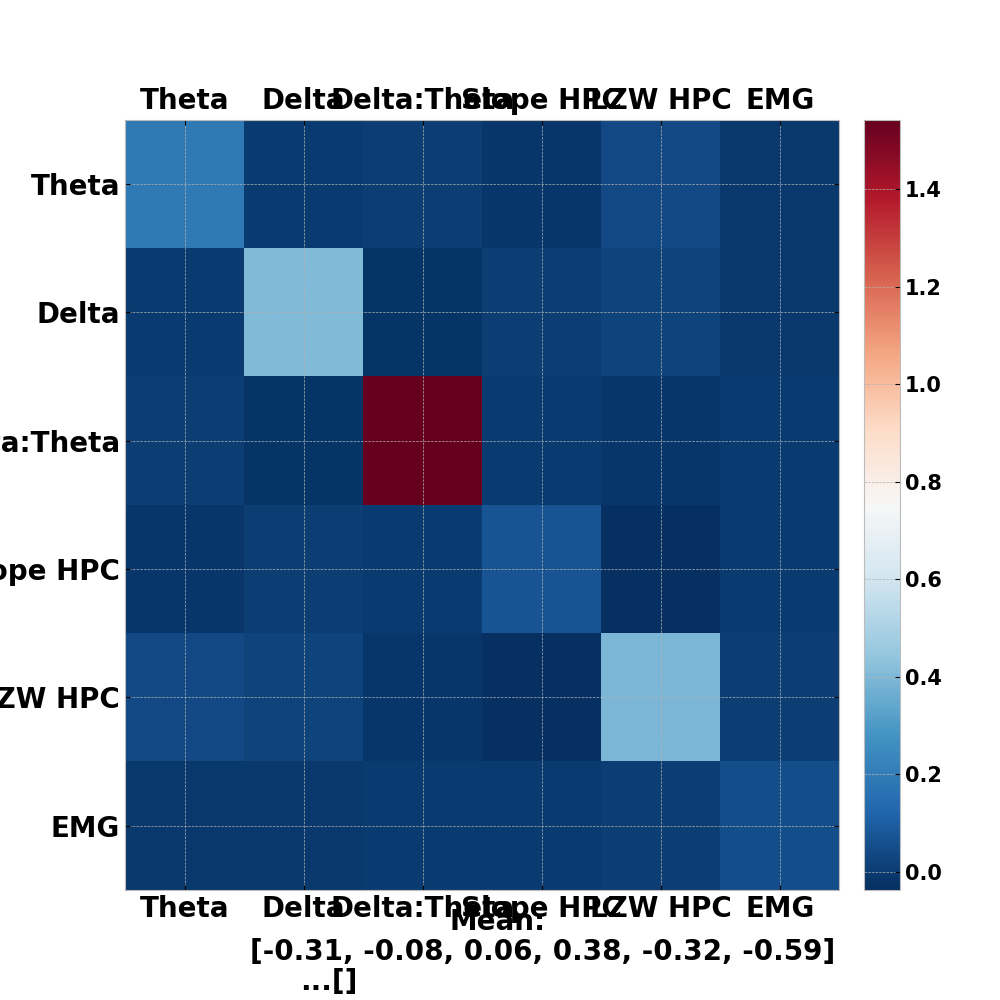 Theta Delta Delta:Theta Slope HPC LZW HPC EMG
1.4
Theta
1.2
Delta
1.0
a:Theta
0.8
ope HPC
0.6
ZW HPC
0.4
0.2
EMG
0.0
Theta Delta Delta:Theta Slope HPC LZW HPC EMG
Mean:
[-0.31, -0.08, 0.06, 0.38, -0.32, -0.59]
...[]